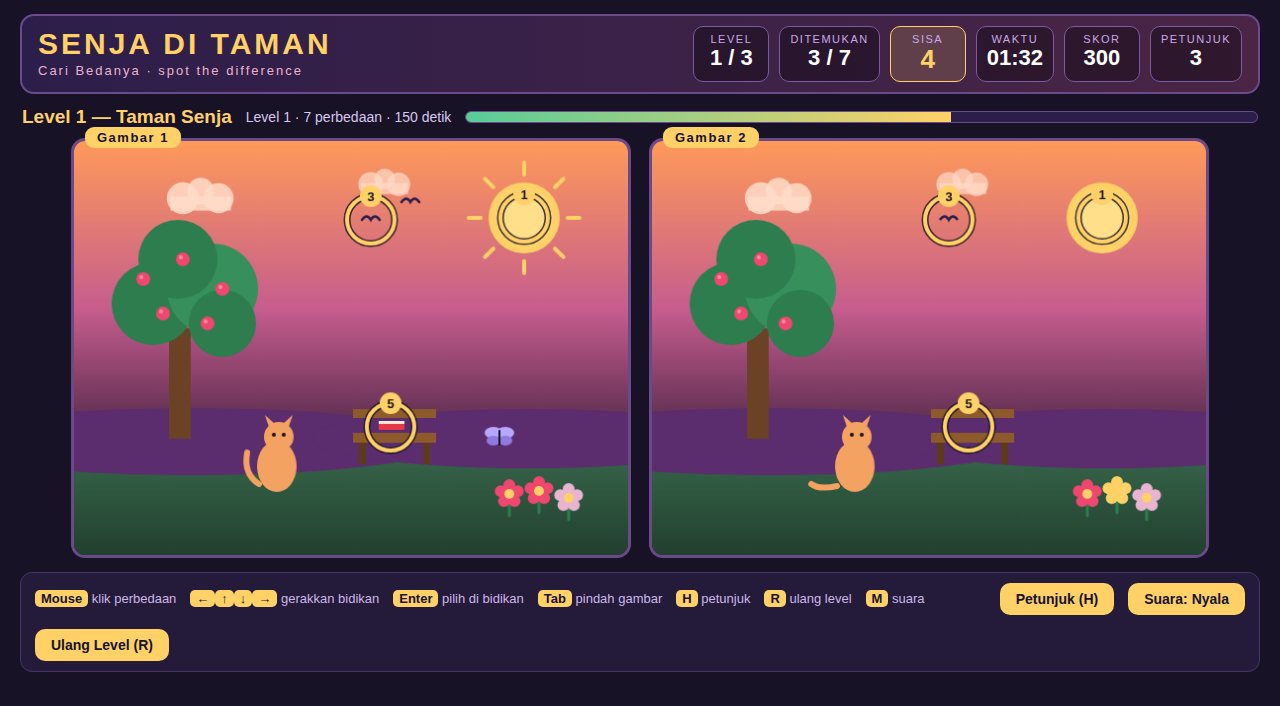 SENJA DI TAMAN
Cari Bedanya · spot the difference
LEVEL
1 / 3
DITEMUKAN
3 / 7
SISA
4
WAKTU
01:32
SKOR
300
PETUNJUK
3
Level 1 — Taman Senja
Level 1 · 7 perbedaan · 150 detik
Gambar 1
3
1
5
Gambar 2
3
1
5
Mouse klik perbedaan ← ↑ ↓ → gerakkan bidikan Enter pilih di bidikan Tab pindah gambar H petunjuk R ulang level M suara
Petunjuk (H)
Suara: Nyala
Ulang Level (R)